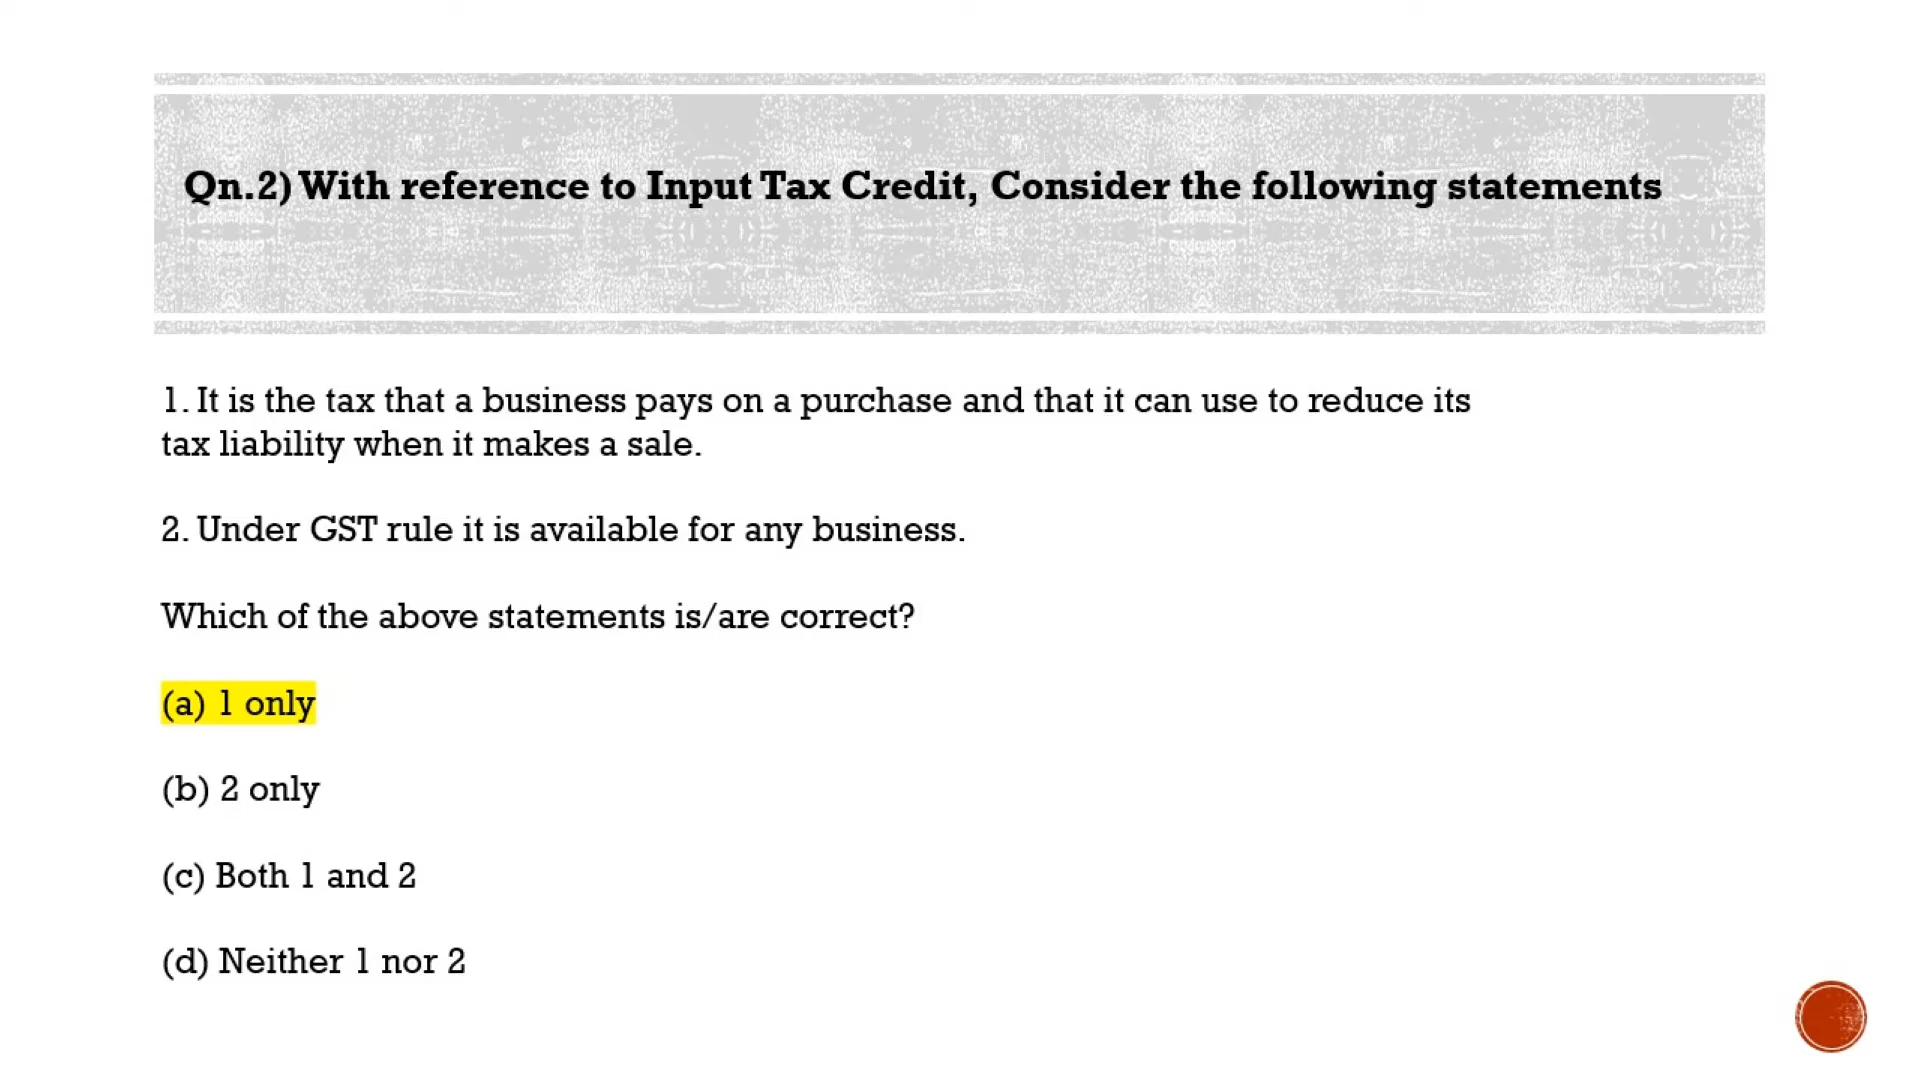 Qn.2) With reference to Input Tax Credit, Consider the following statements
1. It is the tax that a business pays on a purchase and that it can use to reduce its
tax liability when it makes a sale.
2. Under GST rule it is available for any business.
Which of the above statements is/are correct?
(a) 1 only
(b) 2 only
(c) Both 1 and 2
(d) Neither 1 nor 2